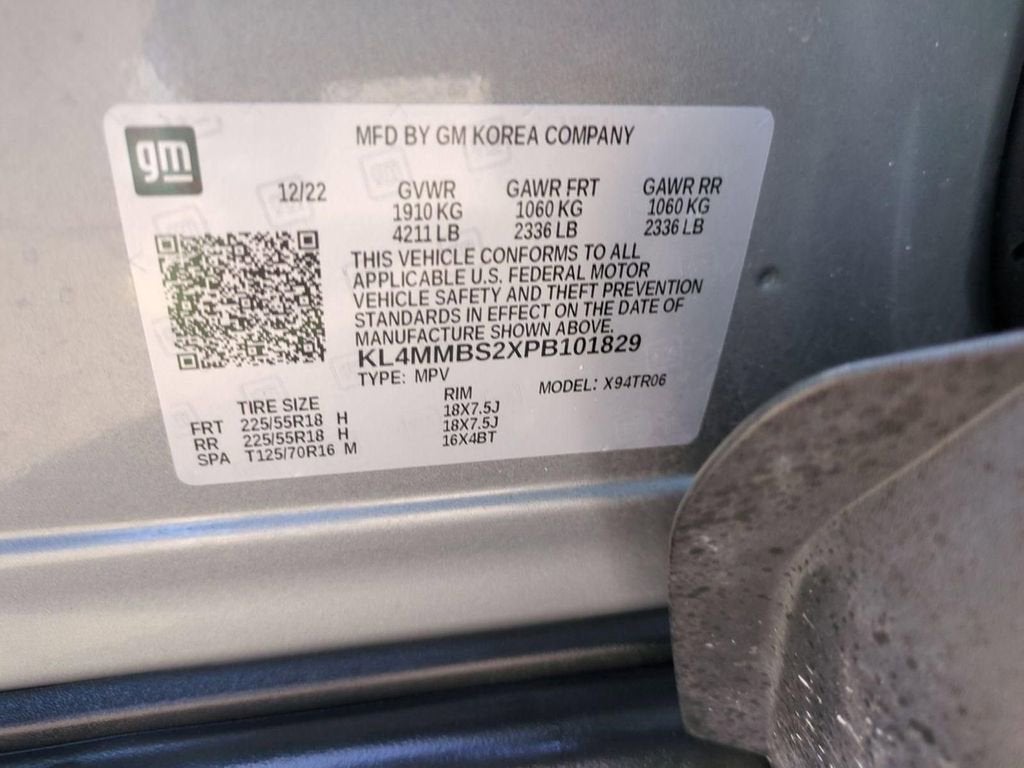 gm
MFD BY GM KOREA COMPANY
12/22
GVWR GAWR FRT GAWR RR
1910 KG 1060 KG 1060 KG
4211 LB 2336 LB 2336 LB
THIS VEHICLE CONFORMS TO ALL
APPLICABLE U.S. FEDERAL MOTOR
VEHICLE SAFETY AND THEFT PREVENTION
STANDARDS IN EFFECT ON THE DATE OF
MANUFACTURE SHOWN ABOVE.
KL4MMBS2XPB101829
TYPE: MPV MODEL: X94TR06
TIRE SIZE RIM
FRT 225/55R18 H 18X7.5J
RR 225/55R18 H 18X7.5J
SPA T125/70R16 M 16X4BT